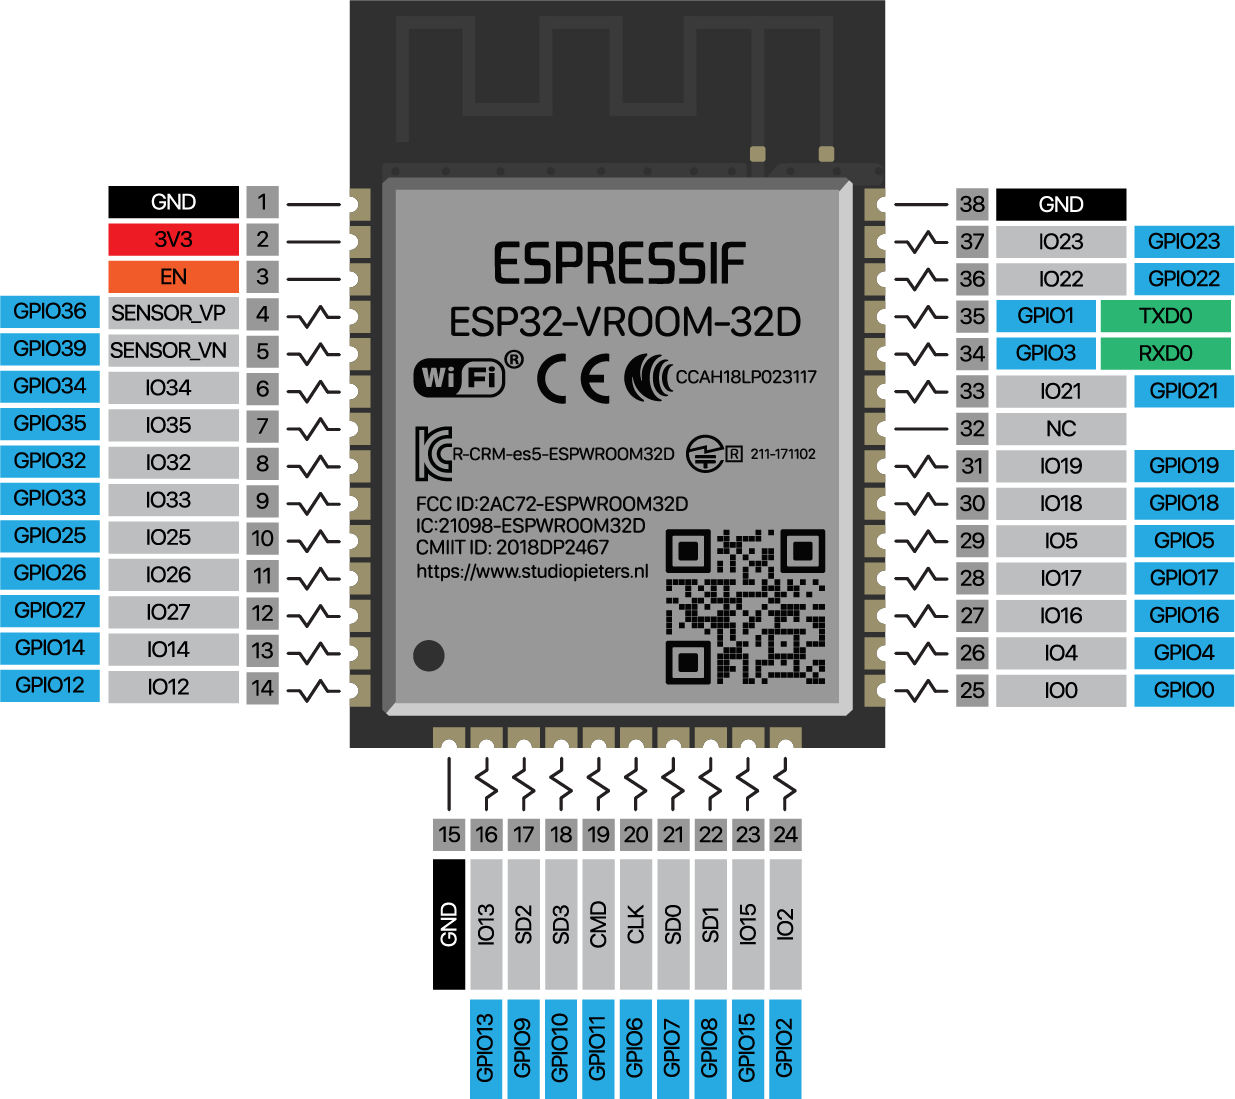 GND 1
3V3 2
EN 3
GPIO36 SENSOR_VP 4
GPIO39 SENSOR_VN 5
GPIO34 IO34 6
GPIO35 IO35 7
GPIO32 IO32 8
GPIO33 IO33 9
GPIO25 IO25 10
GPIO26 IO26 11
GPIO27 IO27 12
GPIO14 IO14 13
GPIO12 IO12 14
ESPRESSIF
ESP32-VROOM-32D
WiFi® CE CCAH18LP023117
R-CRM-es5-ESPWROOM32D R 211-171102
FCC ID:2AC72-ESPWROOM32D
IC:21098-ESPWROOM32D
CMIIT ID: 2018DP2467
https://www.studiopieters.nl
38 GND
37 IO23 GPIO23
36 IO22 GPIO22
35 GPIO1 TXD0
34 GPIO3 RXD0
33 IO21 GPIO21
32 NC
31 IO19 GPIO19
30 IO18 GPIO18
29 IO5 GPIO5
28 IO17 GPIO17
27 IO16 GPIO16
26 IO4 GPIO4
25 IO0 GPIO0
15 16 17 18 19 20 21 22 23 24
GND IO13 SD2 SD3 CMD CLK SD0 SD1 IO15 IO2
GPIO13 GPIO9 GPIO10 GPIO11 GPIO6 GPIO7 GPIO8 GPIO15 GPIO2